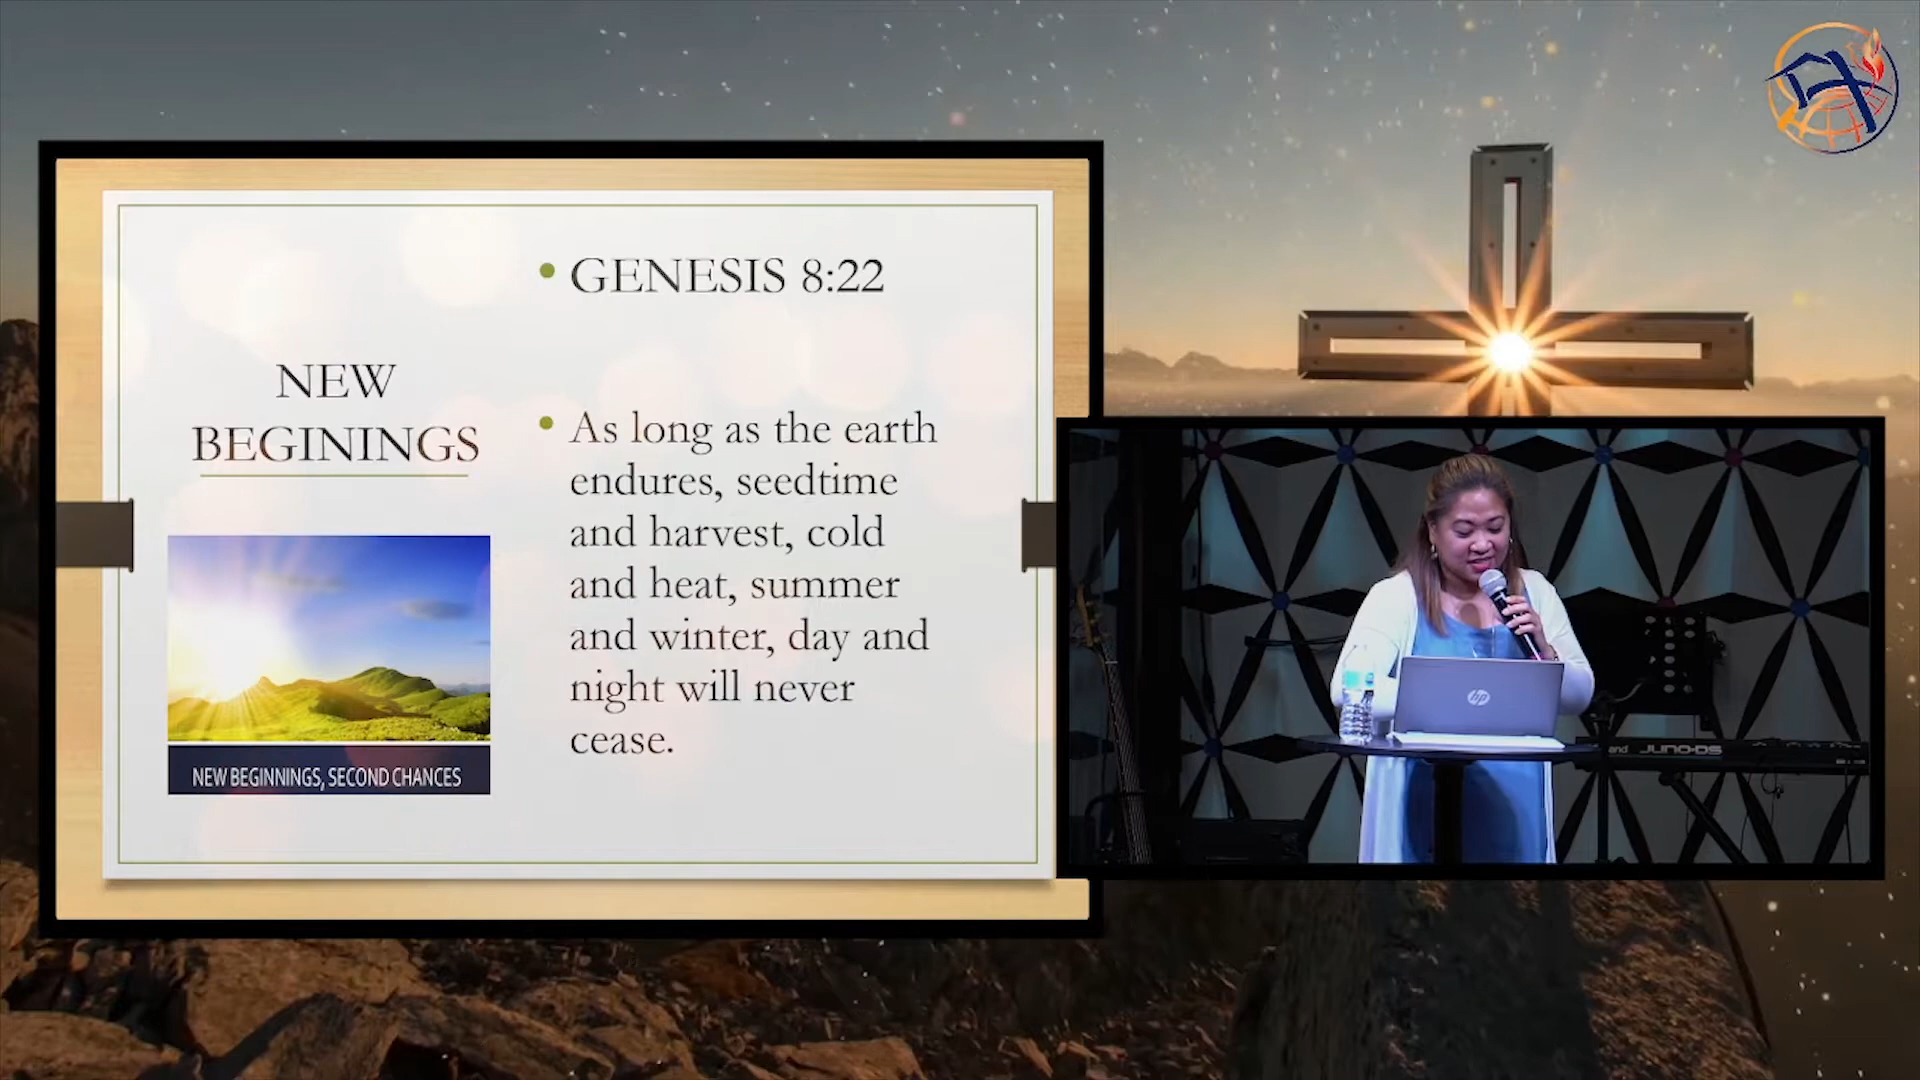 NEW
BEGININGS
NEW BEGINNINGS, SECOND CHANCES
GENESIS 8:22
As long as the earth
endures, seedtime
and harvest, cold
and heat, summer
and winter, day and
night will never
cease.
hp
and JUNO-DS